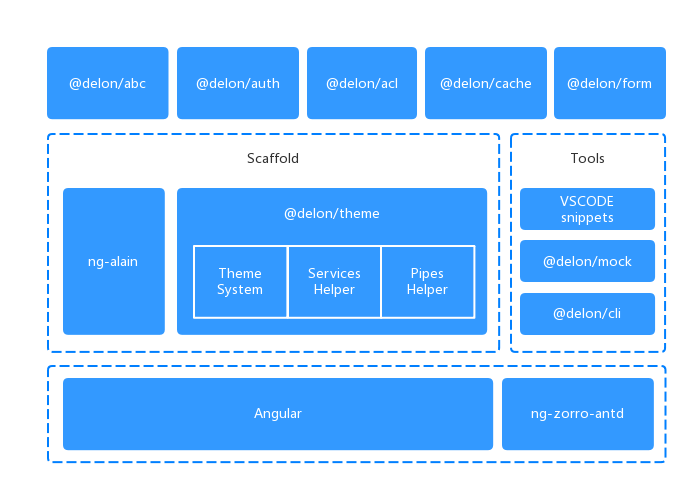 @delon/abc
@delon/auth
@delon/acl
@delon/cache
@delon/form
Scaffold
ng-alain
@delon/theme
Theme
System
Services
Helper
Pipes
Helper
Tools
VSCODE
snippets
@delon/mock
@delon/cli
Angular
ng-zorro-antd